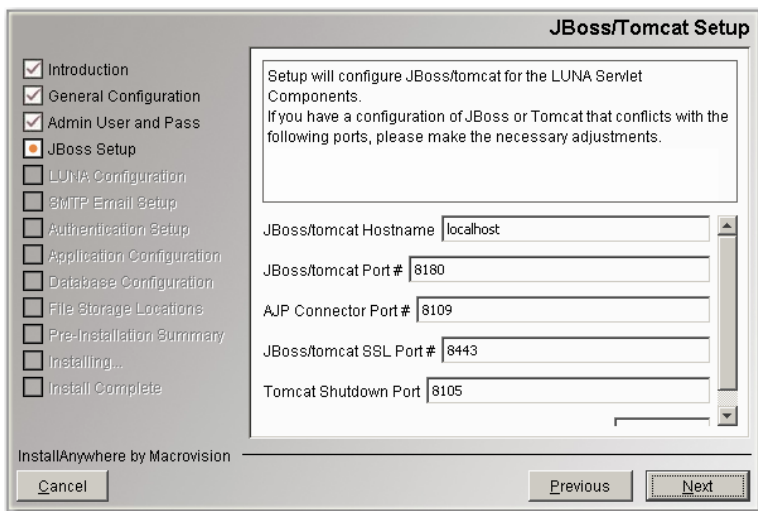 JBoss/Tomcat Setup
Introduction
General Configuration
Admin User and Pass
JBoss Setup
LUNA Configuration
SMTP Email Setup
Authentication Setup
Application Configuration
Database Configuration
File Storage Locations
Pre-Installation Summary
Installing...
Install Complete
Setup will configure JBoss/tomcat for the LUNA Servlet
Components.
If you have a configuration of JBoss or Tomcat that conflicts with the
following ports, please make the necessary adjustments.
JBoss/tomcat Hostname localhost
JBoss/tomcat Port # 8180
AJP Connector Port # 8109
JBoss/tomcat SSL Port # 8443
Tomcat Shutdown Port 8105
InstallAnywhere by Macrovision
Cancel
Previous
Next